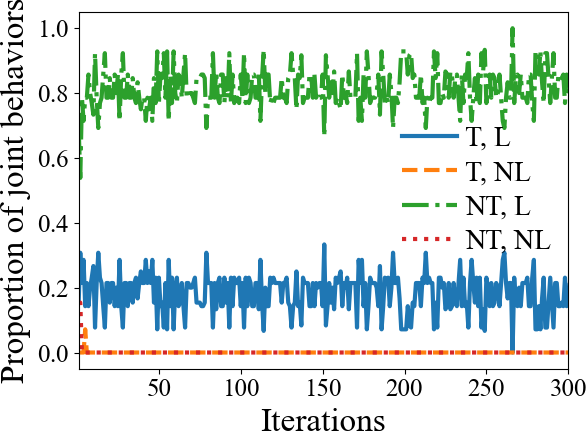 Proportion of joint behaviors
1.0
0.8
0.6
0.4
0.2
0.0
T, L
T, NL
NT, L
NT, NL
50
100
150
200
250
300
Iterations